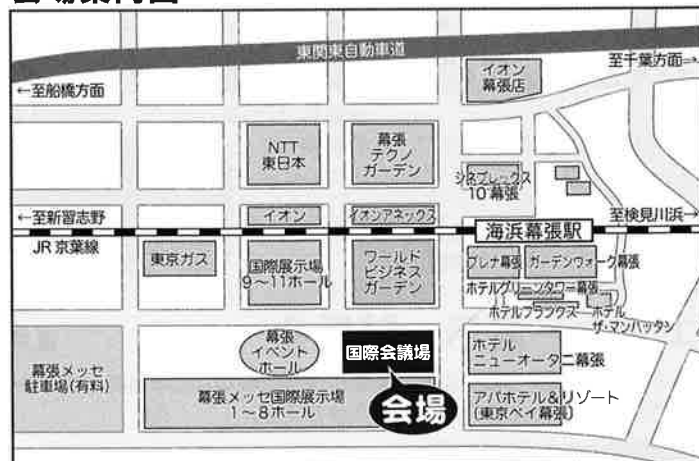 会場案内図
東関東自動車道
至千葉方面→
イオン
幕張店
←至船橋方面
NTT
東日本
幕張
テクノ
ガーデン
シネプレックス
10幕張
←至新習志野
イオン
イオンアネックス
海浜幕張駅
至検見川浜→
JR京葉線
東京ガス
国際展示場
9～11ホール
ワールド
ビジネス
ガーデン
プレナ幕張
ガーデンウォーク幕張
ホテルグリーンタワー幕張
ホテルフランクス
ホテル
ザ・マンハッタン
幕張
イベント
ホール
国際会議場
ホテル
ニューオータニ幕張
幕張メッセ
駐車場(有料)
幕張メッセ国際展示場
1～8ホール
会場
アパホテル&リゾート
(東京ベイ幕張)